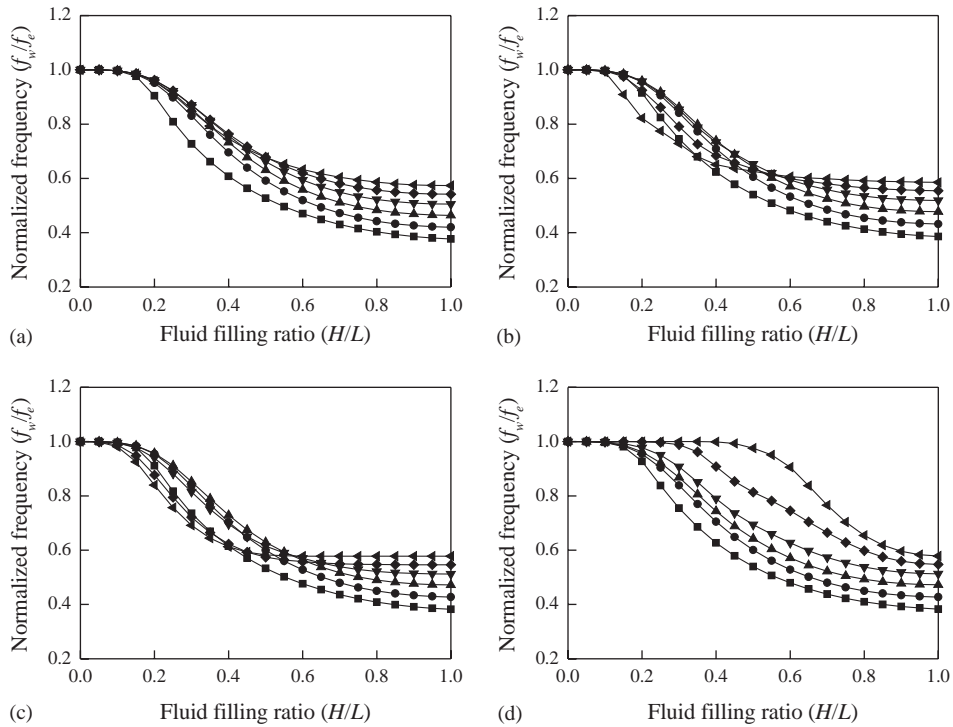 1.2
1.0
0.8
0.6
0.4
0.2
Normalized frequency (f_w/f_e)
0.0 0.2 0.4 0.6 0.8 1.0
(a) Fluid filling ratio (H/L)
1.2
1.0
0.8
0.6
0.4
0.2
Normalized frequency (f_w/f_e)
0.0 0.2 0.4 0.6 0.8 1.0
(b) Fluid filling ratio (H/L)
1.2
1.0
0.8
0.6
0.4
0.2
Normalized frequency (f_w/f_e)
0.0 0.2 0.4 0.6 0.8 1.0
(c) Fluid filling ratio (H/L)
1.2
1.0
0.8
0.6
0.4
0.2
Normalized frequency (f_w/f_e)
0.0 0.2 0.4 0.6 0.8 1.0
(d) Fluid filling ratio (H/L)